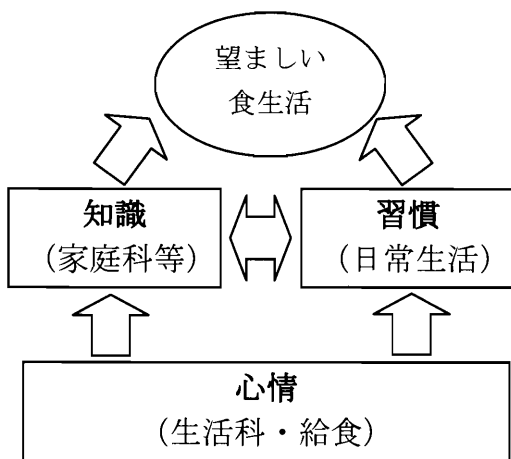 望ましい
食生活
知識
（家庭科等）
習慣
（日常生活）
心情
（生活科・給食）